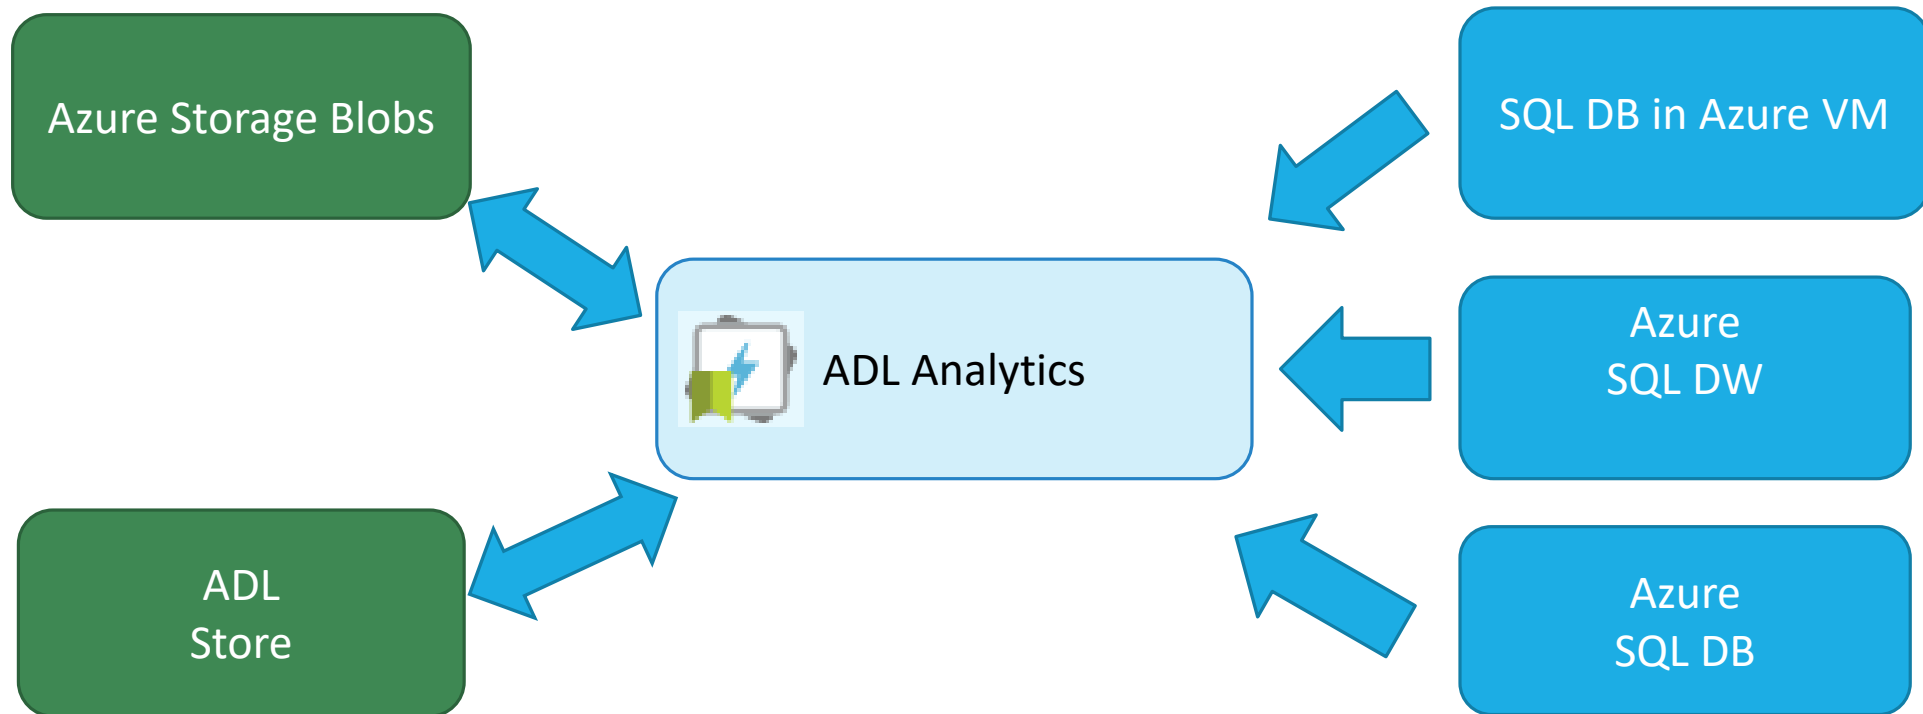 Azure Storage Blobs
ADL
Store
ADL Analytics
SQL DB in Azure VM
Azure
SQL DW
Azure
SQL DB